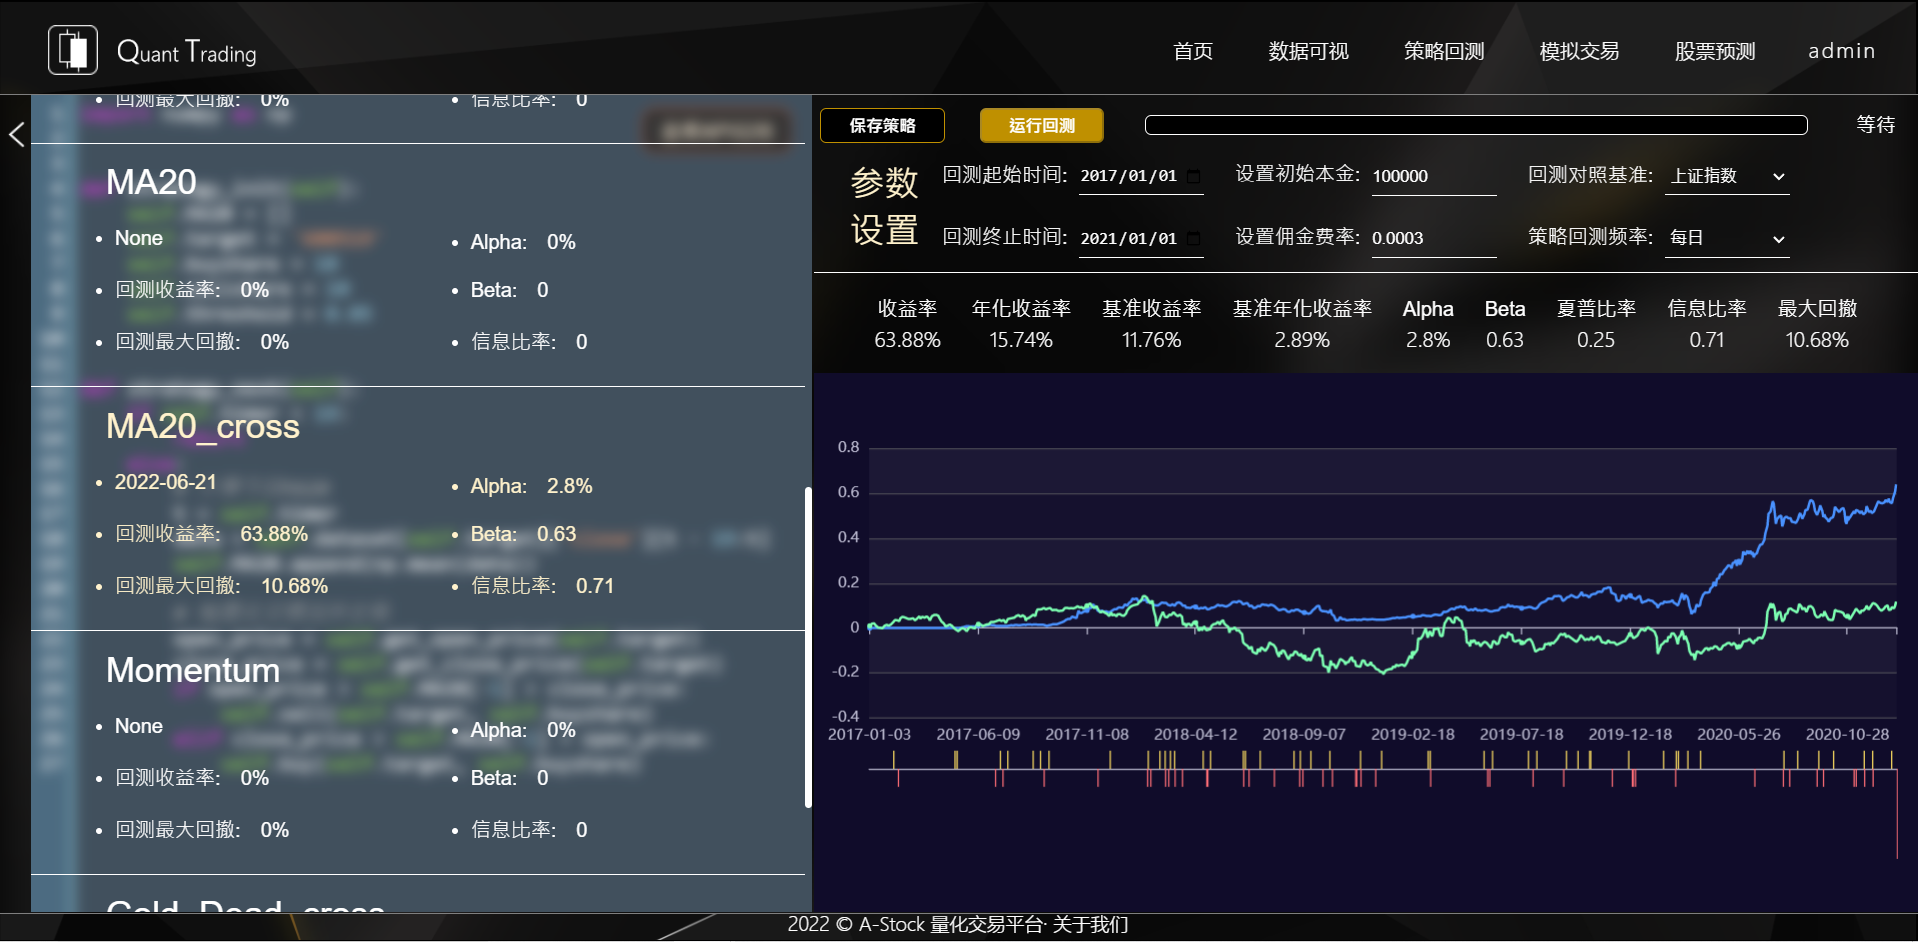 Quant Trading
首页 数据可视 策略回测 模拟交易 股票预测 admin
回测最大回撤: 0% 信息比率: 0
MA20
None Alpha: 0%
回测收益率: 0% Beta: 0
回测最大回撤: 0% 信息比率: 0
MA20_cross
2022-06-21 Alpha: 2.8%
回测收益率: 63.88% Beta: 0.63
回测最大回撤: 10.68% 信息比率: 0.71
Momentum
None Alpha: 0%
回测收益率: 0% Beta: 0
回测最大回撤: 0% 信息比率: 0
Gold_Dead_cross
保存策略 运行回测 等待
参数
设置
回测起始时间: 2017/01/01 设置初始本金: 100000 回测对照基准: 上证指数
回测终止时间: 2021/01/01 设置佣金费率: 0.0003 策略回测频率: 每日
收益率 年化收益率 基准收益率 基准年化收益率 Alpha Beta 夏普比率 信息比率 最大回撤
63.88% 15.74% 11.76% 2.89% 2.8% 0.63 0.25 0.71 10.68%
0.8
0.6
0.4
0.2
0
-0.2
-0.4
2017-01-03 2017-06-09 2017-11-08 2018-04-12 2018-09-07 2019-02-18 2019-07-18 2019-12-18 2020-05-26 2020-10-28
2022 © A-Stock 量化交易平台· 关于我们